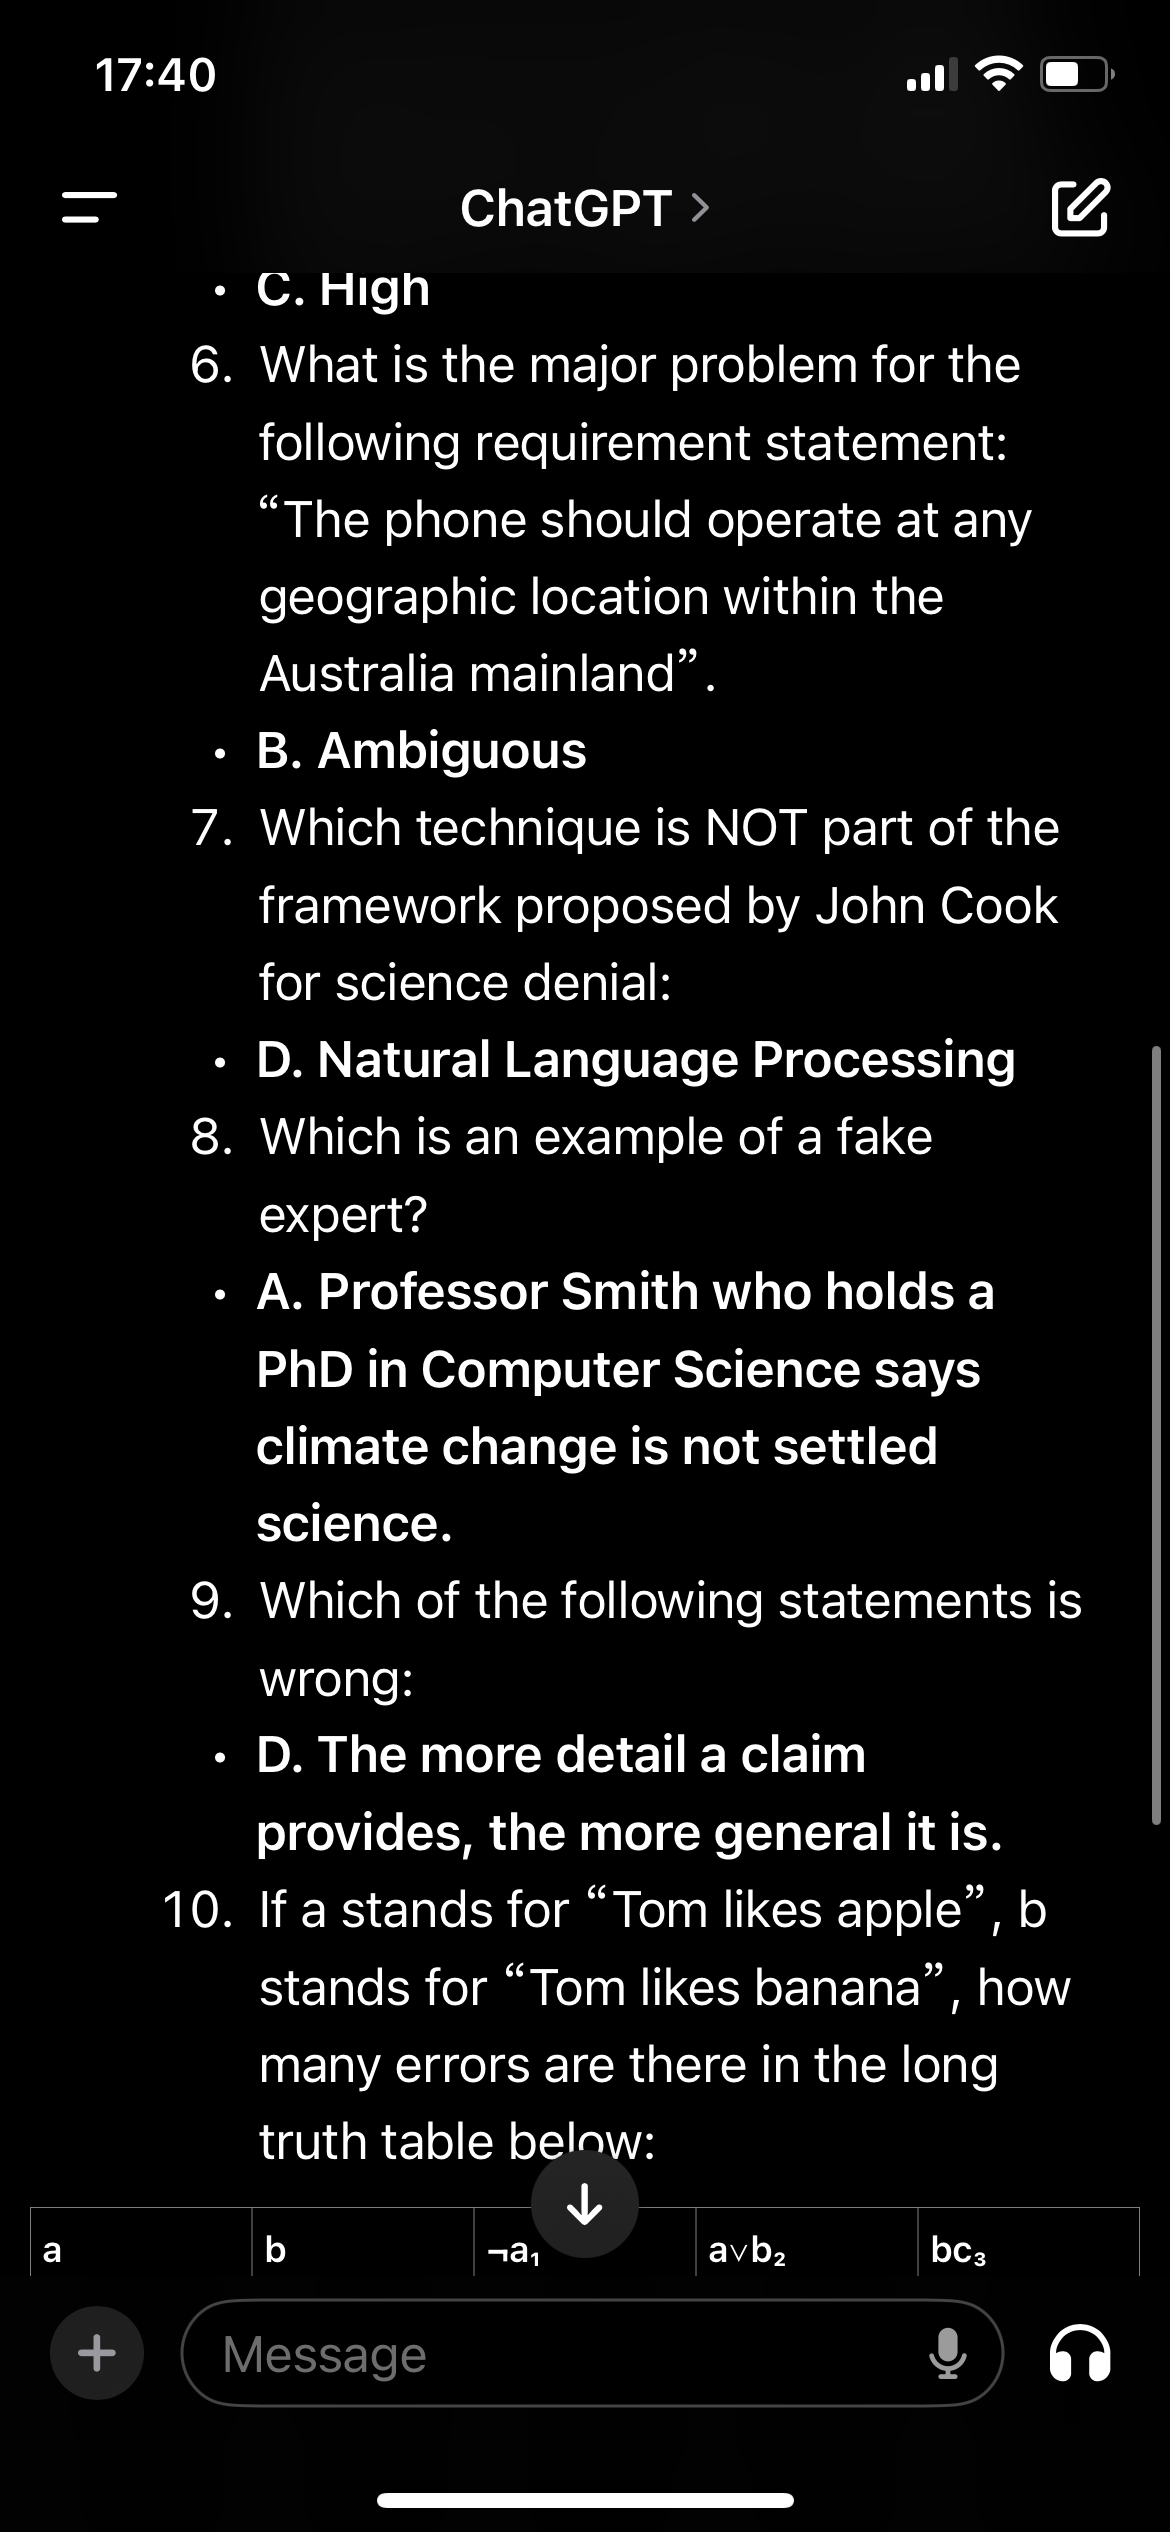 17:40
ChatGPT >
• C. High
6. What is the major problem for the
following requirement statement:
“The phone should operate at any
geographic location within the
Australia mainland”.
• B. Ambiguous
7. Which technique is NOT part of the
framework proposed by John Cook
for science denial:
• D. Natural Language Processing
8. Which is an example of a fake
expert?
• A. Professor Smith who holds a
PhD in Computer Science says
climate change is not settled
science.
9. Which of the following statements is
wrong:
• D. The more detail a claim
provides, the more general it is.
10. If a stands for “Tom likes apple”, b
stands for “Tom likes banana”, how
many errors are there in the long
truth table below:
a b ¬a₁ a∨b₂ bc₃
Message